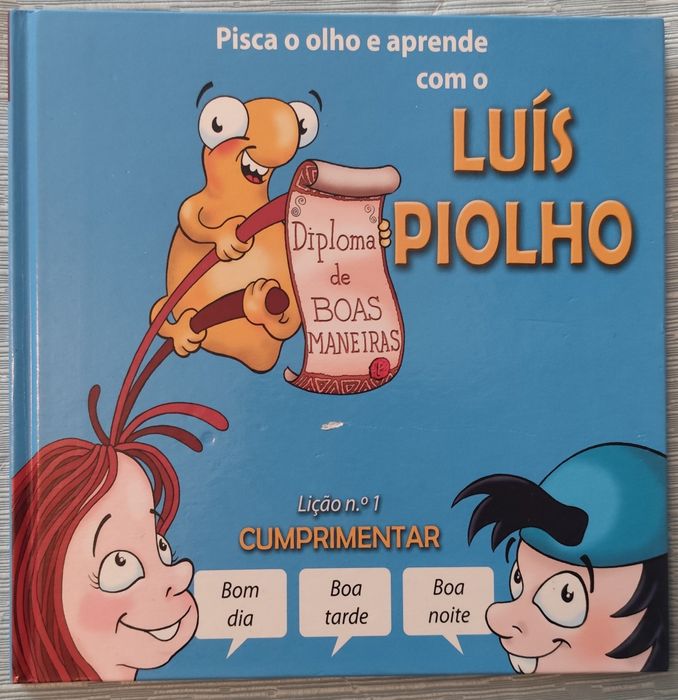 Pisca o olho e aprende
com o
LUÍS
PIOLHO
Diploma
de
BOAS
MANEIRAS
Lição n.º 1
CUMPRIMENTAR
Bom
dia
Boa
tarde
Boa
noite